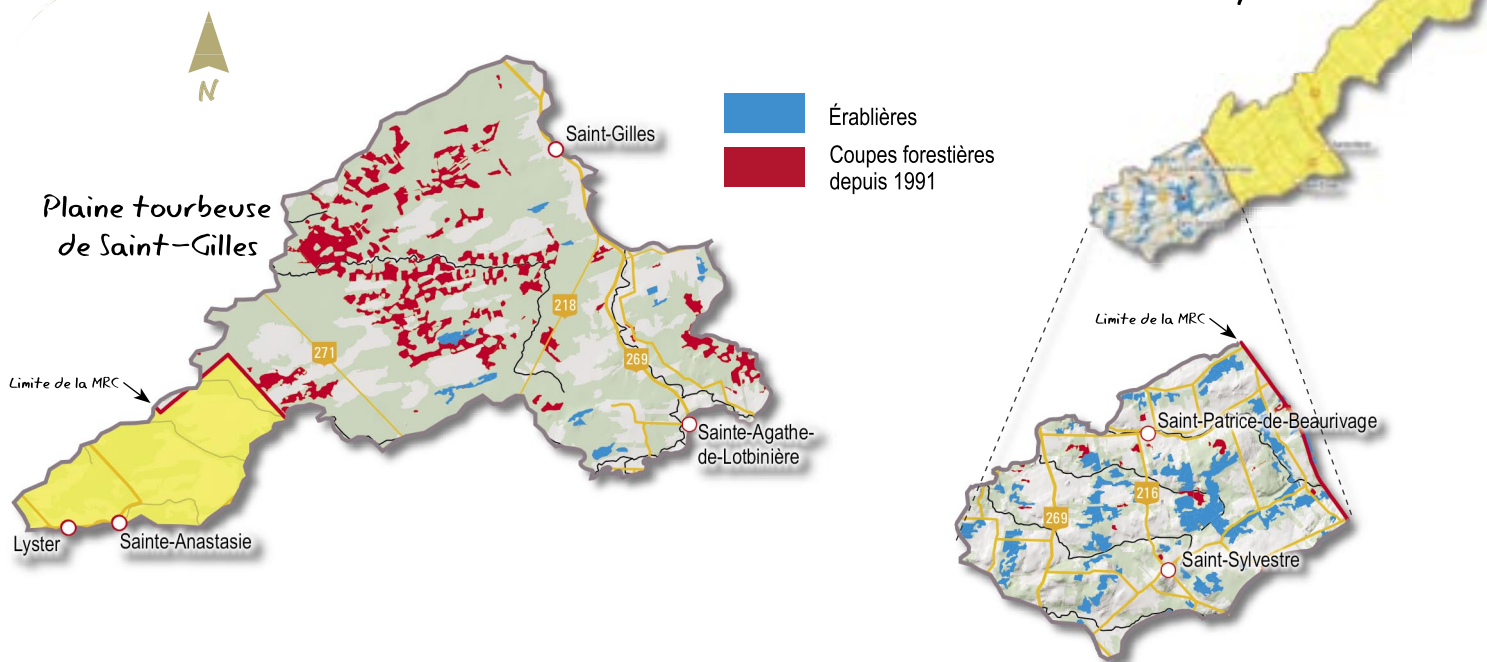 N
Saint-Gilles
Érablières
Coupes forestières
depuis 1991
Plaine tourbeuse
de Saint-Gilles
218
271
269
Limite de la MRC
Sainte-Agathe-
de-Lotbinière
Lyster
Sainte-Anastasie
Limite de la MRC
Saint-Patrice-de-Beaurivage
216
269
Saint-Sylvestre